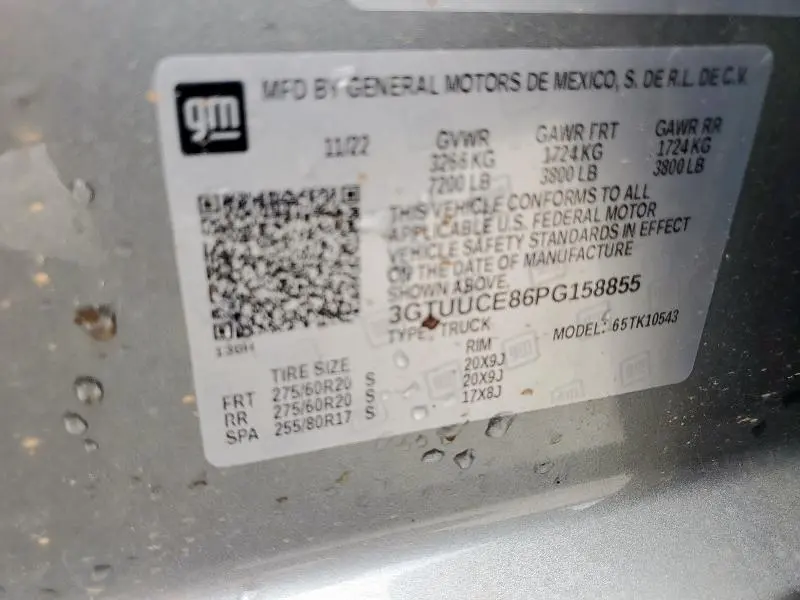 gm
MFD BY GENERAL MOTORS DE MEXICO, S. DE R.L. DE C.V.
11/22 GVWR GAWR FRT GAWR RR
3266 KG 1724 KG 1724 KG
7200 LB 3800 LB 3800 LB
THIS VEHICLE CONFORMS TO ALL
APPLICABLE U.S. FEDERAL MOTOR
VEHICLE SAFETY STANDARDS IN EFFECT
ON THE DATE OF MANUFACTURE
SHOWN ABOVE.
3GTUUCE86PG158855
TYPE: TRUCK MODEL: 65TK10543
136H
TIRE SIZE RIM
FRT 275/60R20 S 20X9J
RR 275/60R20 S 20X9J
SPA 255/80R17 S 17X8J